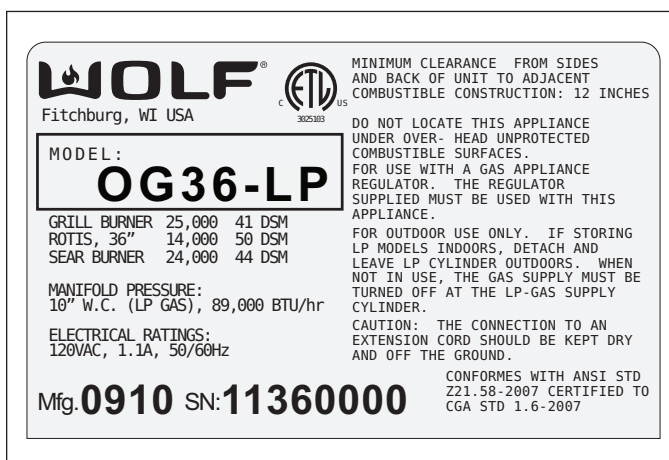 WOLF®
Fitchburg, WI USA
C ETL US
3025103
MODEL:
OG36-LP
GRILL BURNER 25,000 41 DSM
ROTIS, 36" 14,000 50 DSM
SEAR BURNER 24,000 44 DSM
MANIFOLD PRESSURE:
10" W.C. (LP GAS), 89,000 BTU/hr
ELECTRICAL RATINGS:
120VAC, 1.1A, 50/60Hz
Mfg.0910 SN:11360000
MINIMUM CLEARANCE FROM SIDES
AND BACK OF UNIT TO ADJACENT
COMBUSTIBLE CONSTRUCTION: 12 INCHES
DO NOT LOCATE THIS APPLIANCE
UNDER OVER- HEAD UNPROTECTED
COMBUSTIBLE SURFACES.
FOR USE WITH A GAS APPLIANCE
REGULATOR. THE REGULATOR
SUPPLIED MUST BE USED WITH THIS
APPLIANCE.
FOR OUTDOOR USE ONLY. IF STORING
LP MODELS INDOORS, DETACH AND
LEAVE LP CYLINDER OUTDOORS. WHEN
NOT IN USE, THE GAS SUPPLY MUST BE
TURNED OFF AT THE LP-GAS SUPPLY
CYLINDER.
CAUTION: THE CONNECTION TO AN
EXTENSION CORD SHOULD BE KEPT DRY
AND OFF THE GROUND.
CONFORMES WITH ANSI STD
Z21.58-2007 CERTIFIED TO
CGA STD 1.6-2007